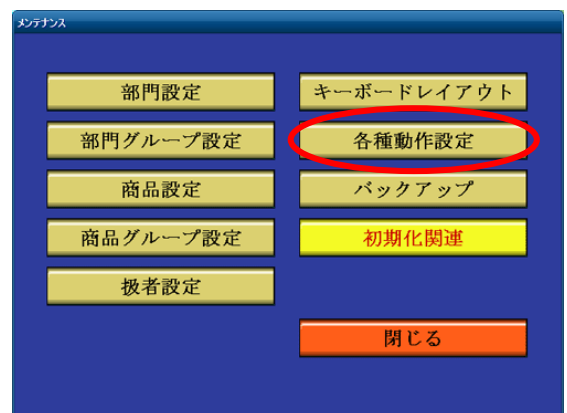 メンテナンス
部門設定
キーボードレイアウト
部門グループ設定
各種動作設定
商品設定
バックアップ
商品グループ設定
初期化関連
扱者設定
閉じる